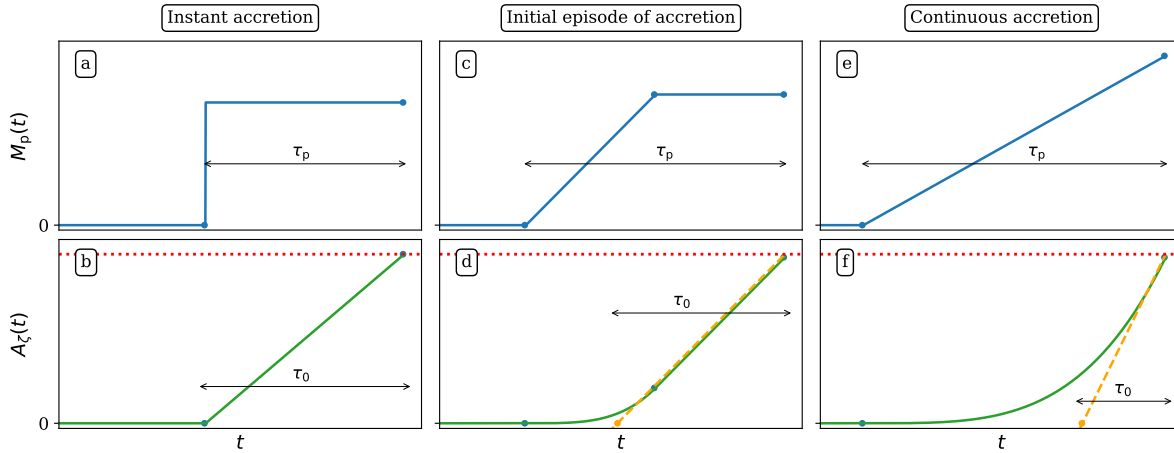 Instant accretion
Initial episode of accretion
Continuous accretion
a
c
e
M_p(t)
τ_p
τ_p
τ_p
0
b
d
f
A_ζ(t)
τ_0
τ_0
τ_0
0
t
t
t